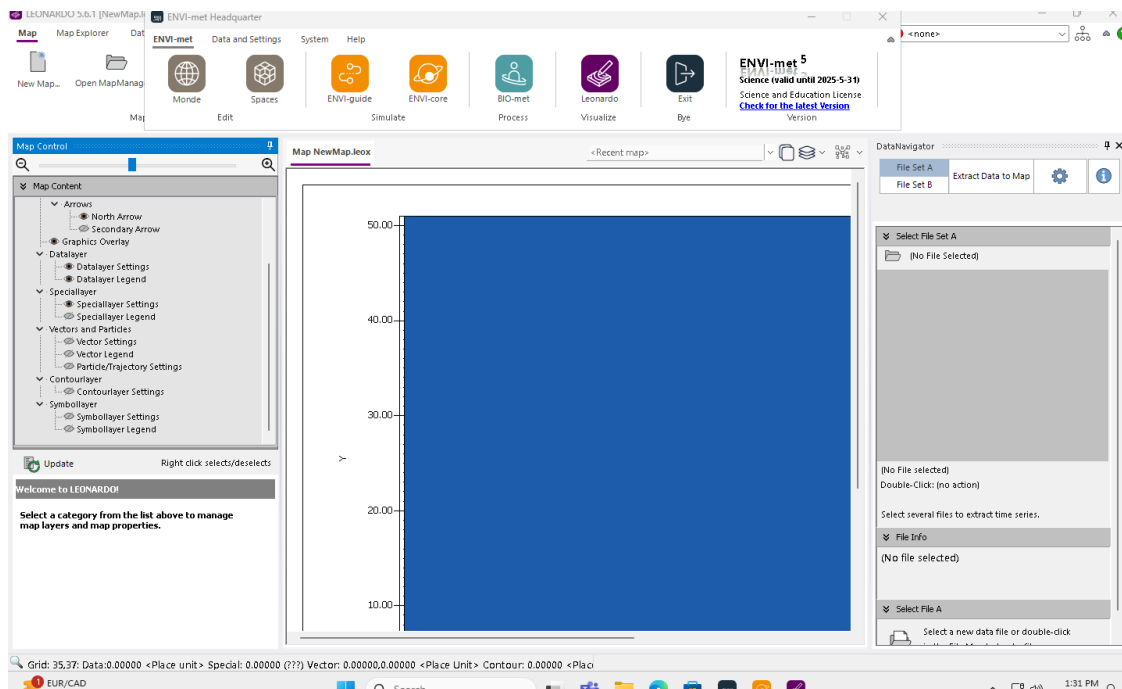 LEONARDO 5.6.1 [NewMap.l
ENVI-met Headquarter
Map Map Explorer Dat
ENVI-met Data and Settings System Help
<none>
New Map... Open MapManag
Monde Spaces ENVI-guide ENVI-core BIO-met Leonardo Exit
ENVI-met 5
Science (valid until 2025-5-31)
Science and Education License
Check for the latest Version
Map Edit Simulate Process Visualize Bye Version
Map Control
Map Content
Arrows
North Arrow
Secondary Arrow
Graphics Overlay
Datalayer
Datalayer Settings
Datalayer Legend
Speciallayer
Speciallayer Settings
Speciallayer Legend
Vectors and Particles
Vector Settings
Vector Legend
Particle/Trajectory Settings
Contourlayer
Contourlayer Settings
Symbollayer
Symbollayer Settings
Symbollayer Legend
Update Right click selects/deselects
Welcome to LEONARDO!
Select a category from the list above to manage
map layers and map properties.
Map NewMap.leox <Recent map>
50.00
40.00
30.00
Y
20.00
10.00
DataNavigator
File Set A
File Set B
Extract Data to Map
Select File Set A
(No File Selected)
(No File selected)
Double-Click: (no action)
Select several files to extract time series.
File Info
(No file selected)
Select File A
Select a new data file or double-click
Grid: 35,37: Data:0.00000 <Place unit> Special: 0.00000 (???) Vector: 0.00000,0.00000 <Place Unit> Contour: 0.00000 <Plac
1
EUR/CAD
Search
1:31 PM